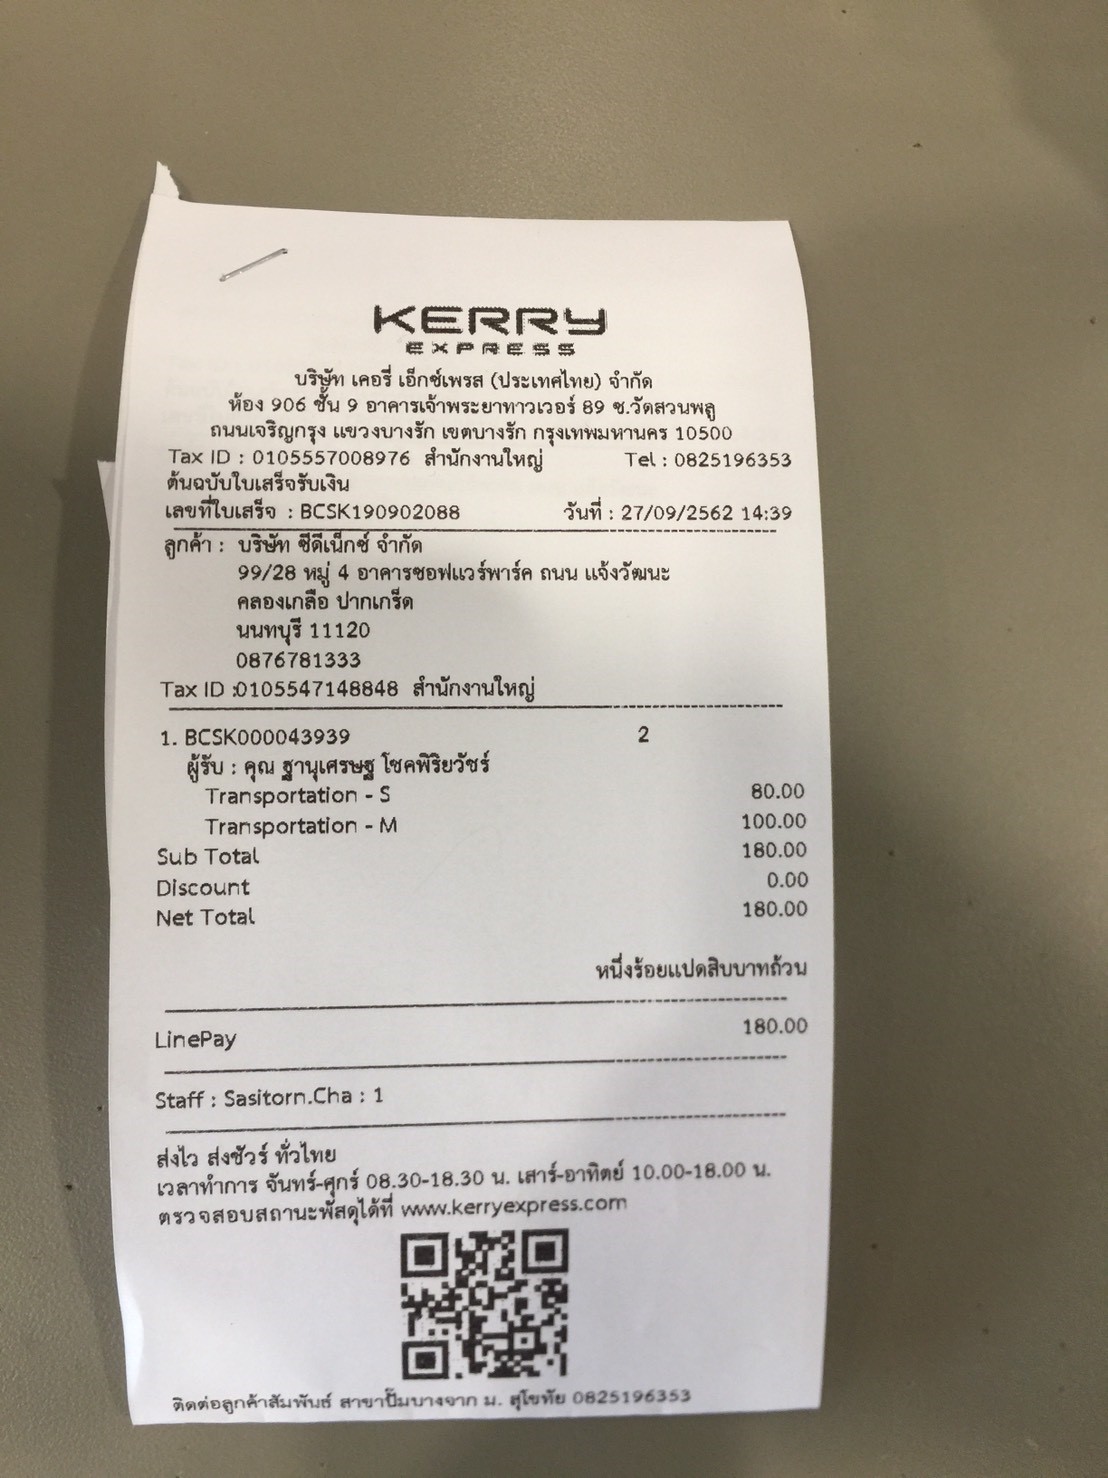 KERRY
EXPRESS
บริษัท เคอรี่ เอ็กซ์เพรส (ประเทศไทย) จำกัด
ห้อง 906 ชั้น 9 อาคารเจ้าพระยาทาวเวอร์ 89 ซ.วัดสวนพลู
ถนนเจริญกรุง แขวงบางรัก เขตบางรัก กรุงเทพมหานคร 10500
Tax ID : 0105557008976 สำนักงานใหญ่ Tel : 0825196353
ต้นฉบับใบเสร็จรับเงิน
เลขที่ใบเสร็จ : BCSK190902088 วันที่ : 27/09/2562 14:39
ลูกค้า : บริษัท ซีดีเน็กซ์ จำกัด
99/28 หมู่ 4 อาคารซอฟแวร์พาร์ค ถนน แจ้งวัฒนะ
คลองเกลือ ปากเกร็ด
นนทบุรี 11120
0876781333
Tax ID :0105547148848 สำนักงานใหญ่
1. BCSK000043939 2
ผู้รับ : คุณ ฐานุเศรษฐ โชคพิริยวัชร์
Transportation - S 80.00
Transportation - M 100.00
Sub Total 180.00
Discount 0.00
Net Total 180.00
หนึ่งร้อยแปดสิบบาทถ้วน
LinePay 180.00
Staff : Sasitorn.Cha : 1
ส่งไว ส่งชัวร์ ทั่วไทย
เวลาทำการ จันทร์-ศุกร์ 08.30-18.30 น. เสาร์-อาทิตย์ 10.00-18.00 น.
ตรวจสอบสถานะพัสดุได้ที่ www.kerryexpress.com
ติดต่อลูกค้าสัมพันธ์ สาขาปั๊มบางจาก ม. สุโขทัย 0825196353